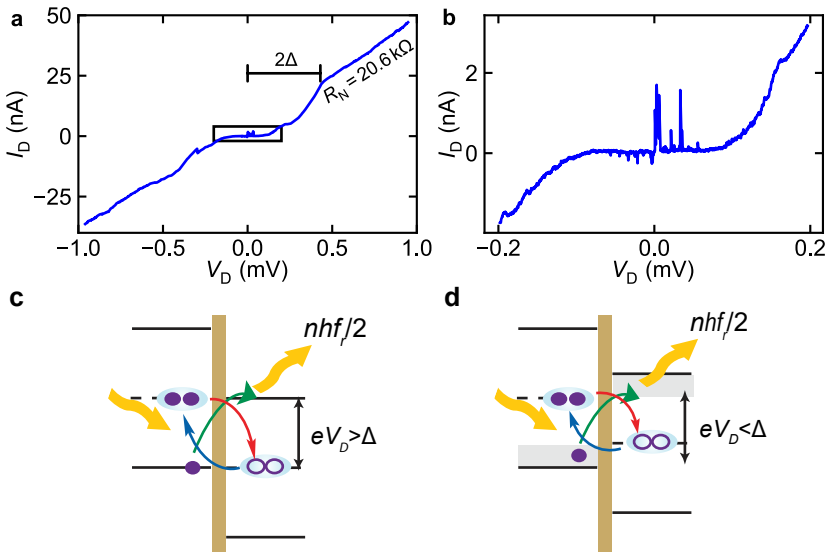 a
50
25
0
−25
I_D (nA)
2Δ
R_N = 20.6 kΩ
−1.0
−0.5
0.0
0.5
1.0
V_D (mV)
b
2
0
I_D (nA)
−0.2
0.0
0.2
V_D (mV)
c
nhf_r/2
eV_D>Δ
d
nhf_r/2
eV_D<Δ